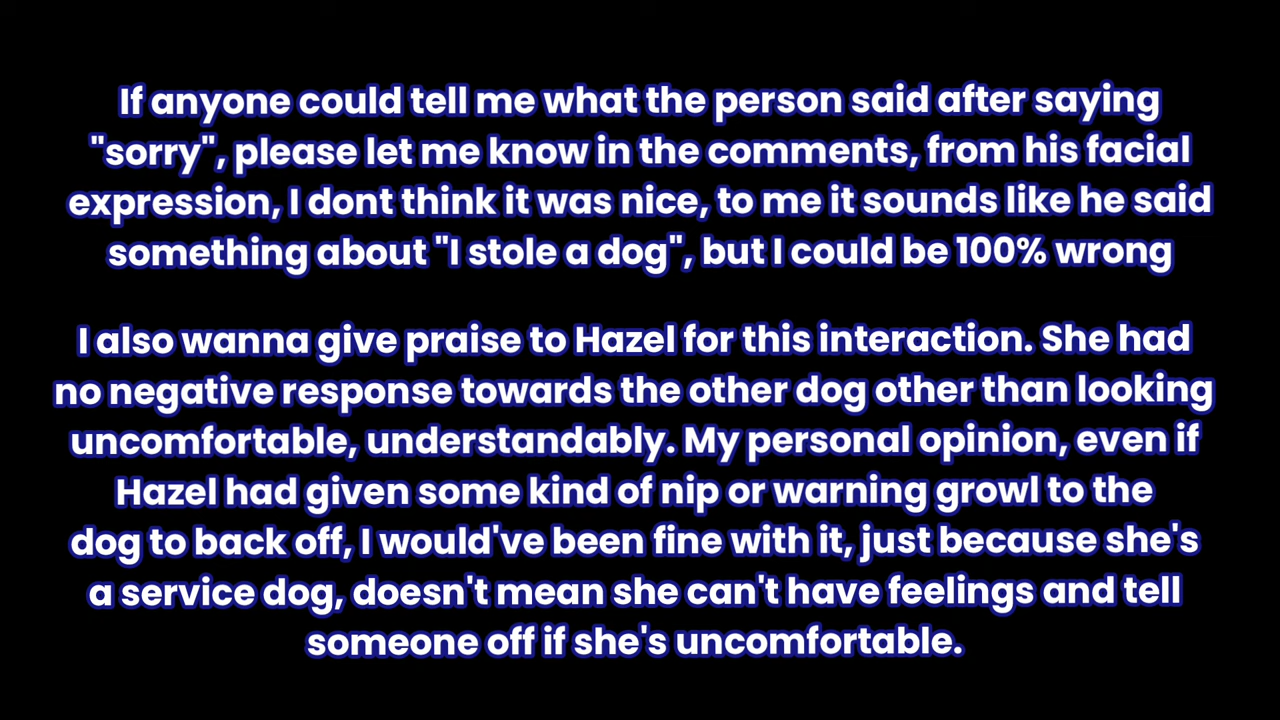 If anyone could tell me what the person said after saying
"sorry", please let me know in the comments, from his facial
expression, I dont think it was nice, to me it sounds like he said
something about "I stole a dog", but I could be 100% wrong
I also wanna give praise to Hazel for this interaction. She had
no negative response towards the other dog other than looking
uncomfortable, understandably. My personal opinion, even if
Hazel had given some kind of nip or warning growl to the
dog to back off, I would've been fine with it, just because she's
a service dog, doesn't mean she can't have feelings and tell
someone off if she's uncomfortable.